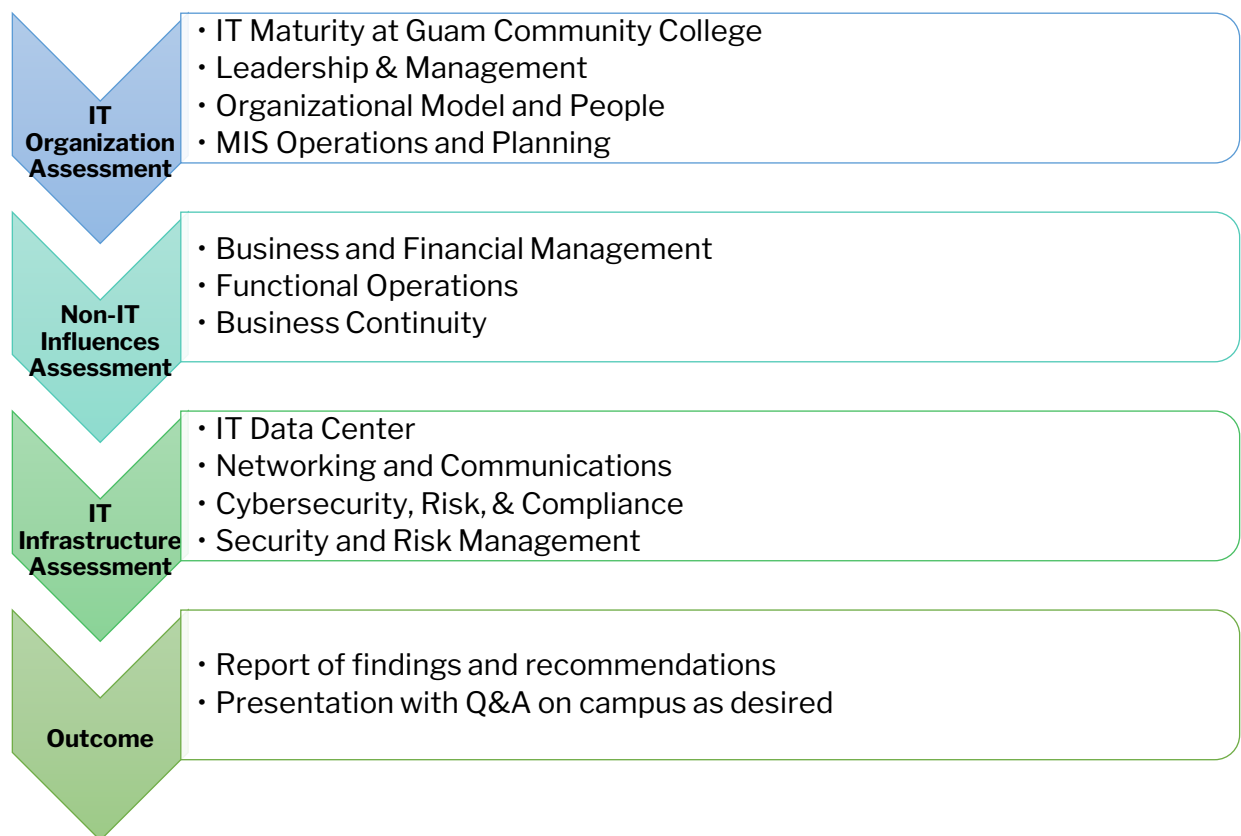 IT
Organization
Assessment
• IT Maturity at Guam Community College
• Leadership & Management
• Organizational Model and People
• MIS Operations and Planning
Non-IT
Influences
Assessment
• Business and Financial Management
• Functional Operations
• Business Continuity
IT
Infrastructure
Assessment
• IT Data Center
• Networking and Communications
• Cybersecurity, Risk, & Compliance
• Security and Risk Management
Outcome
• Report of findings and recommendations
• Presentation with Q&A on campus as desired